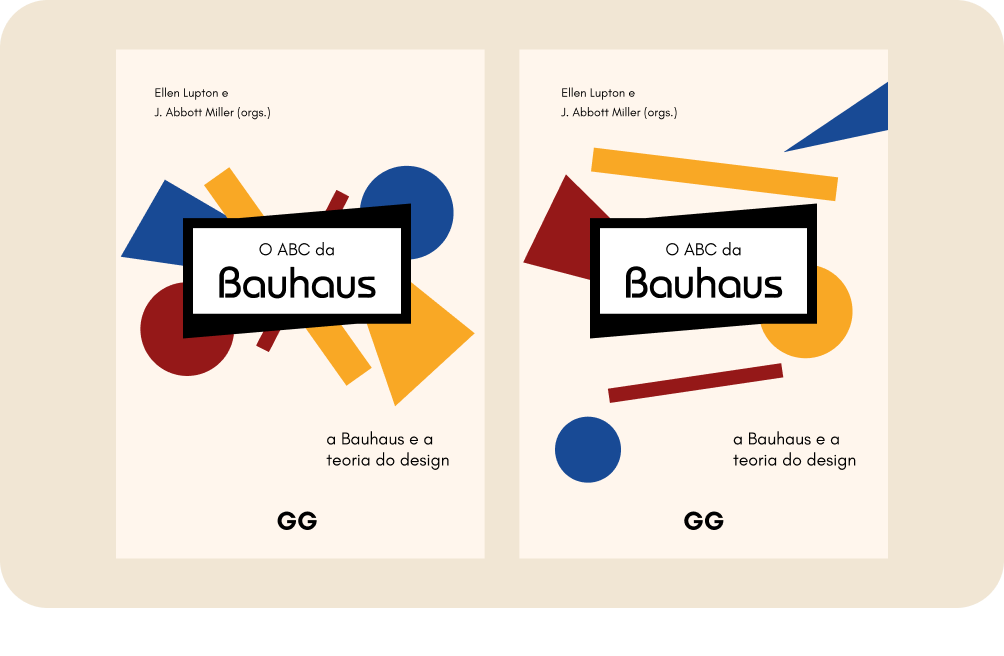 Ellen Lupton e
J. Abbott Miller (orgs.)
O ABC da
Bauhaus
a Bauhaus e a
teoria do design
GG
Ellen Lupton e
J. Abbott Miller (orgs.)
O ABC da
Bauhaus
a Bauhaus e a
teoria do design
GG